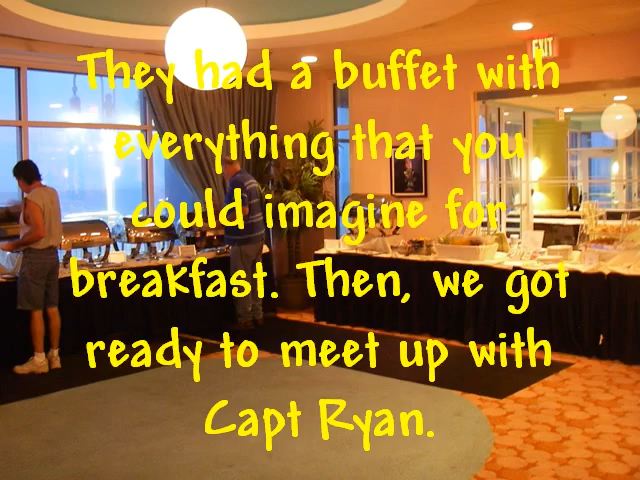 EXIT
They had a buffet with
everything that you
could imagine for
breakfast. Then, we got
ready to meet up with
Capt Ryan.